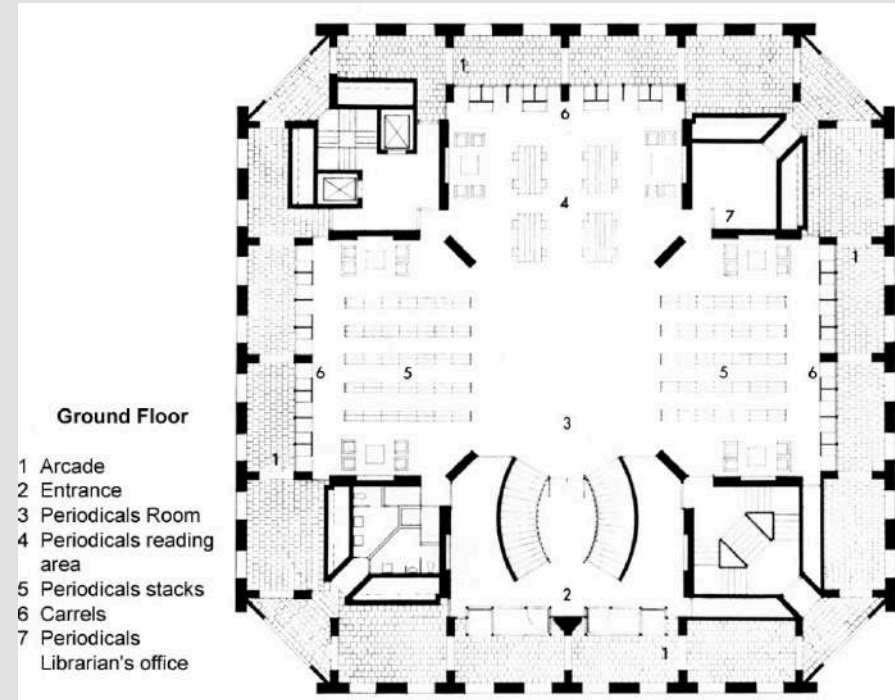 1
6
4
7
1
6
5
5
6
3
1
2
1
Ground Floor
1 Arcade
2 Entrance
3 Periodicals Room
4 Periodicals reading
area
5 Periodicals stacks
6 Carrels
7 Periodicals
Librarian's office